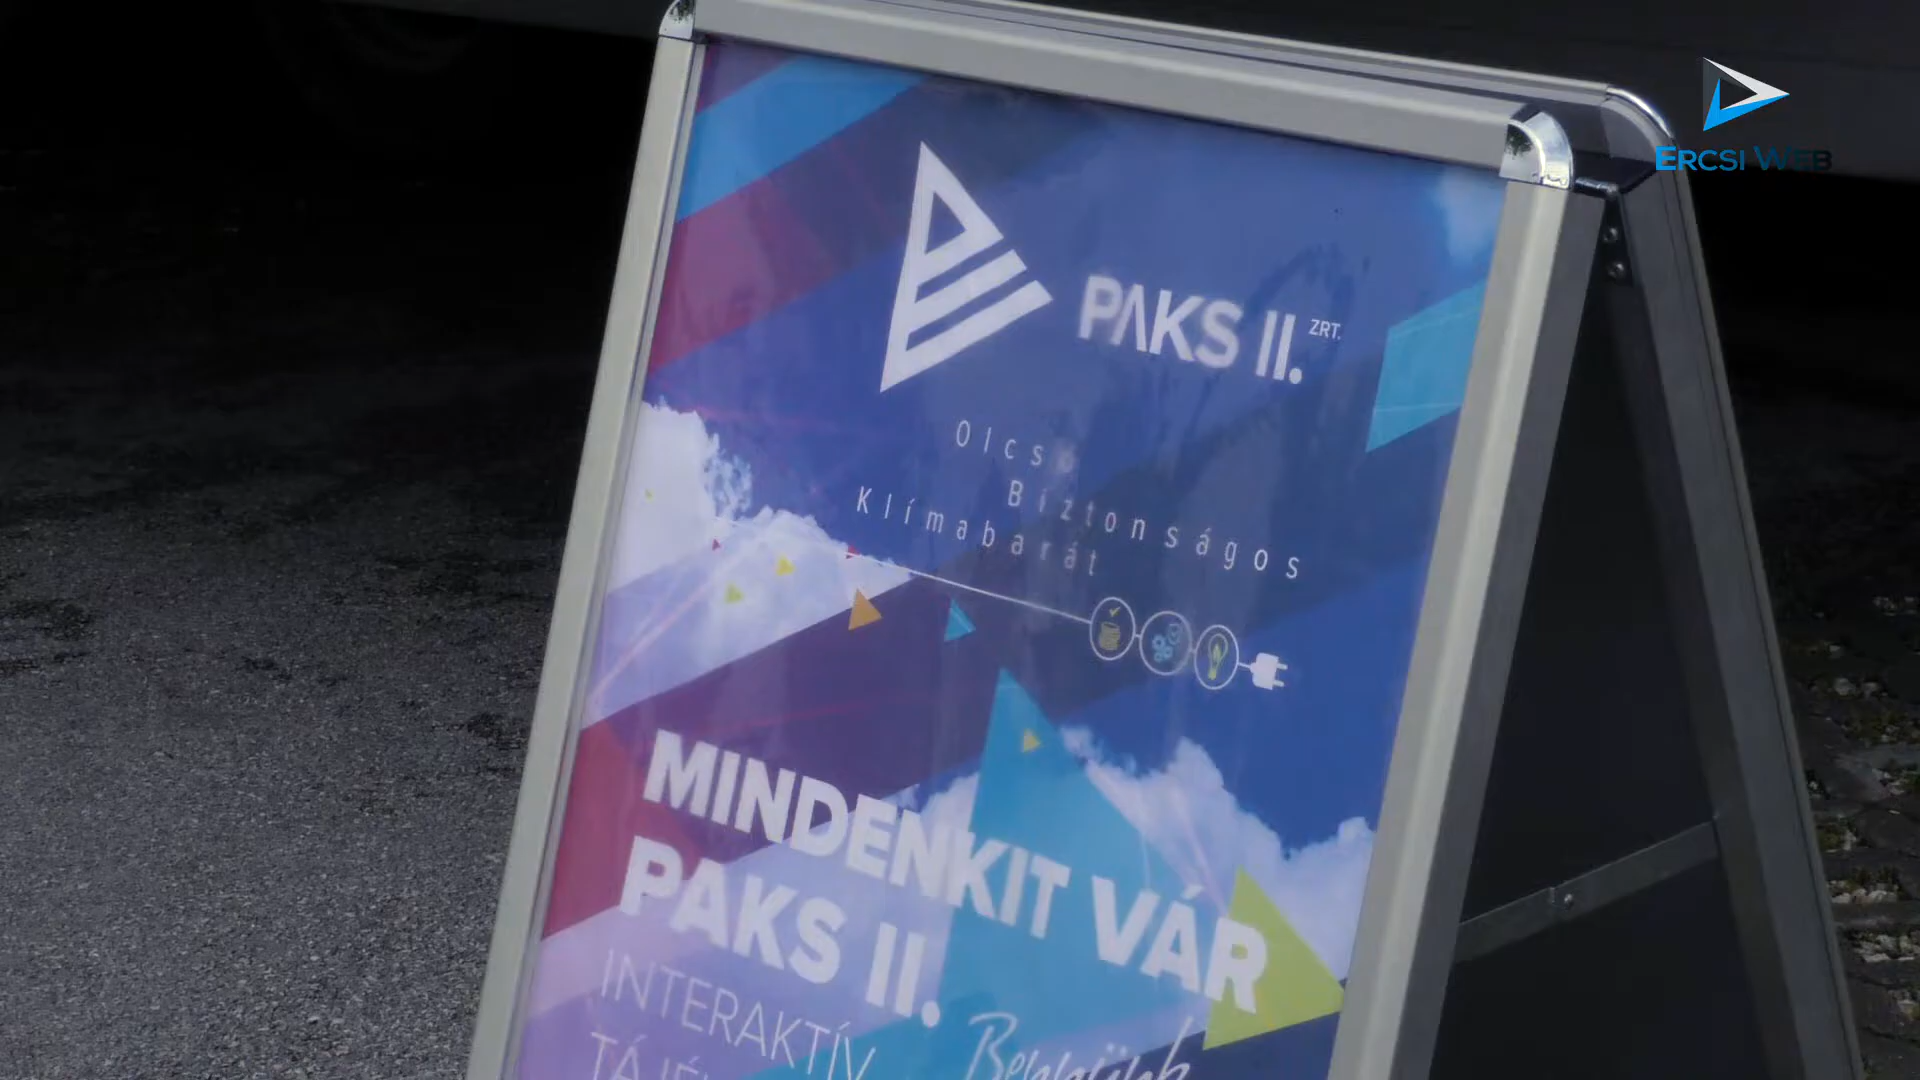 ERCSI WEB
PAKS II. ZRT.
Olcsó
Biztonságos
Klímabarát
MINDENKIT VÁR
PAKS II.
INTERAKTÍV